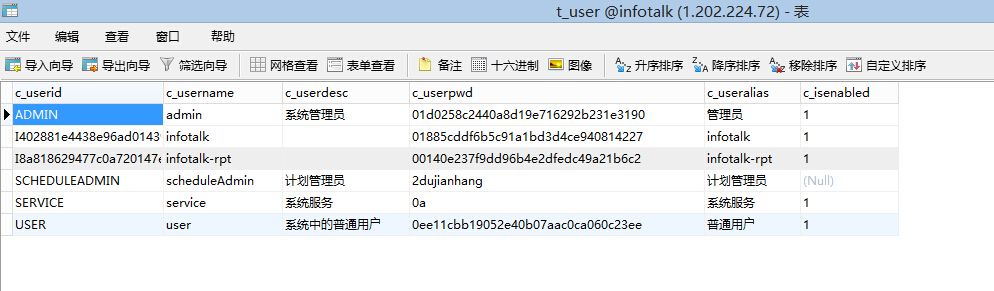 t_user @infotalk (1.202.224.72) - 表
文件 编辑 查看 窗口 帮助
导入向导 导出向导 筛选向导 网格查看 表单查看 备注 十六进制 图像 升序排序 降序排序 移除排序 自定义排序
c_userid c_username c_userdesc c_userpwd c_useralias c_isenabled
ADMIN admin 系统管理员 01d0258c2440a8d19e716292b231e3190 管理员 1
I402881e4438e96ad0143 infotalk 01885cddf6b5c91a1bd3d4ce940814227 infotalk 1
I8a818629477c0a720147e infotalk-rpt 00140e237f9dd96b4e2dfedc49a21b6c2 infotalk-rpt 1
SCHEDULEADMIN scheduleAdmin 计划管理员 2dujianhang 计划管理员 (Null)
SERVICE service 系统服务 0a 系统服务 1
USER user 系统中的普通用户 0ee11cbb19052e40b07aac0ca060c23ee 普通用户 1